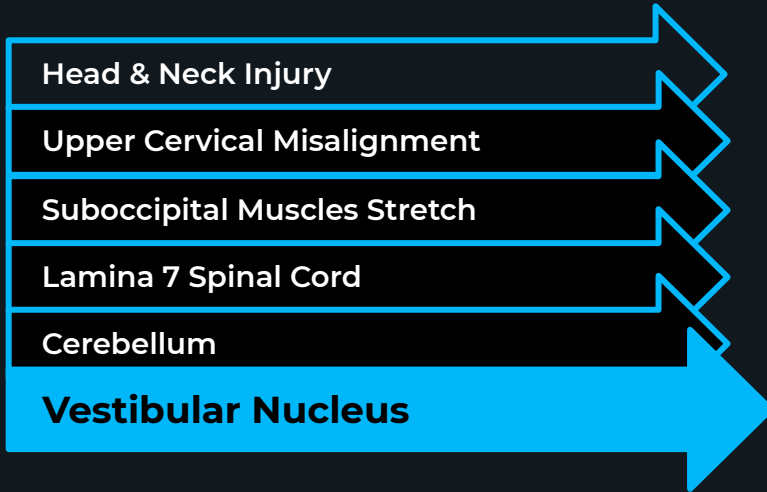 Head & Neck Injury
Upper Cervical Misalignment
Suboccipital Muscles Stretch
Lamina 7 Spinal Cord
Cerebellum
Vestibular Nucleus